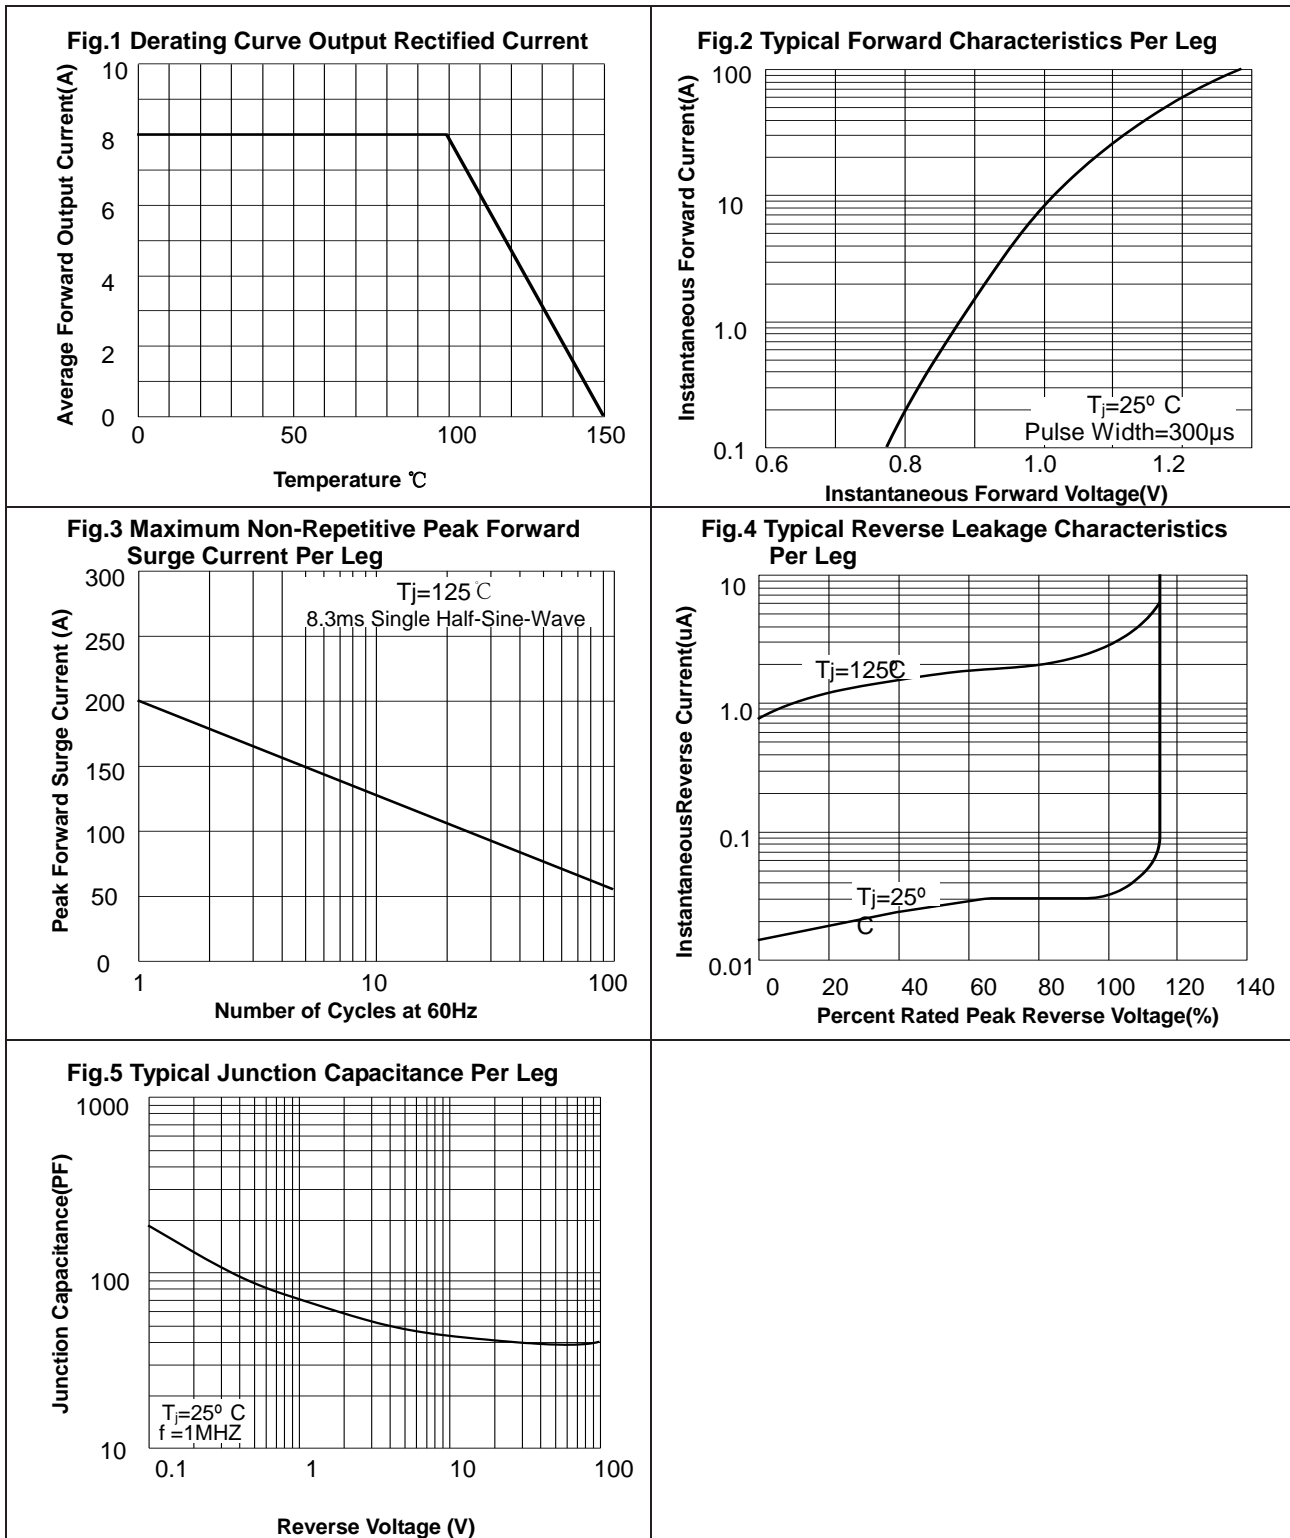 Fig.1 Derating Curve Output Rectified Current
Average Forward Output Current(A)
10
8
6
4
2
0
0 50 100 150
Temperature ℃
Fig.2 Typical Forward Characteristics Per Leg
Instantaneous Forward Current(A)
100
10
1.0
0.1
Tj=25º C
Pulse Width=300µs
0.6 0.8 1.0 1.2
Instantaneous Forward Voltage(V)
Fig.3 Maximum Non-Repetitive Peak Forward
Surge Current Per Leg
Peak Forward Surge Current (A)
300
250
200
150
100
50
0
Tj=125℃
8.3ms Single Half-Sine-Wave
1 10 100
Number of Cycles at 60Hz
Fig.4 Typical Reverse Leakage Characteristics
Per Leg
InstantaneousReverse Current(uA)
10
1.0
0.1
0.01
Tj=125ºC
Tj=25º
C
0 20 40 60 80 100 120 140
Percent Rated Peak Reverse Voltage(%)
Fig.5 Typical Junction Capacitance Per Leg
Junction Capacitance(PF)
1000
100
10
Tj=25º C
f =1MHZ
0.1 1 10 100
Reverse Voltage (V)